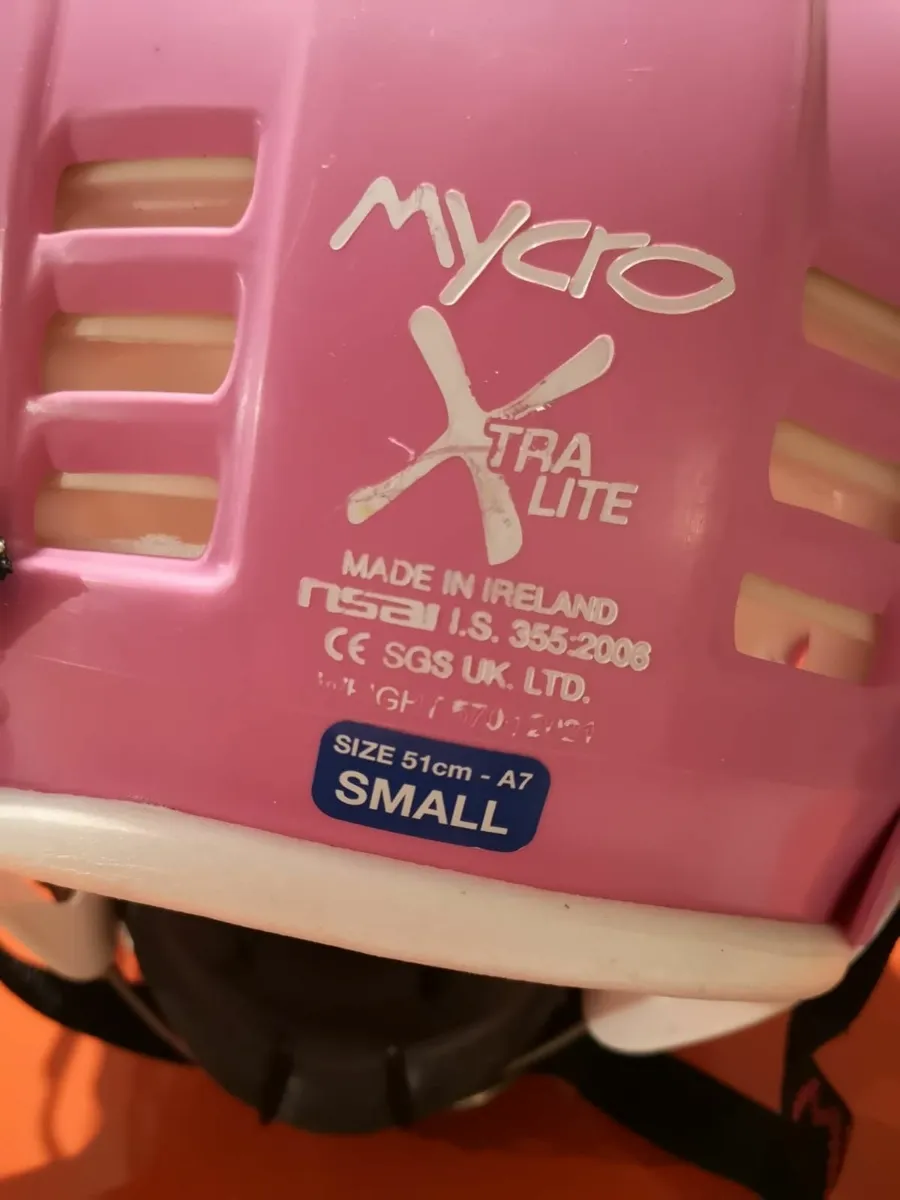 mycro
XTRA
LITE
MADE IN IRELAND
nsai I.S. 355:2006
CE SGS UK. LTD.
SIZE 51cm - A7
SMALL